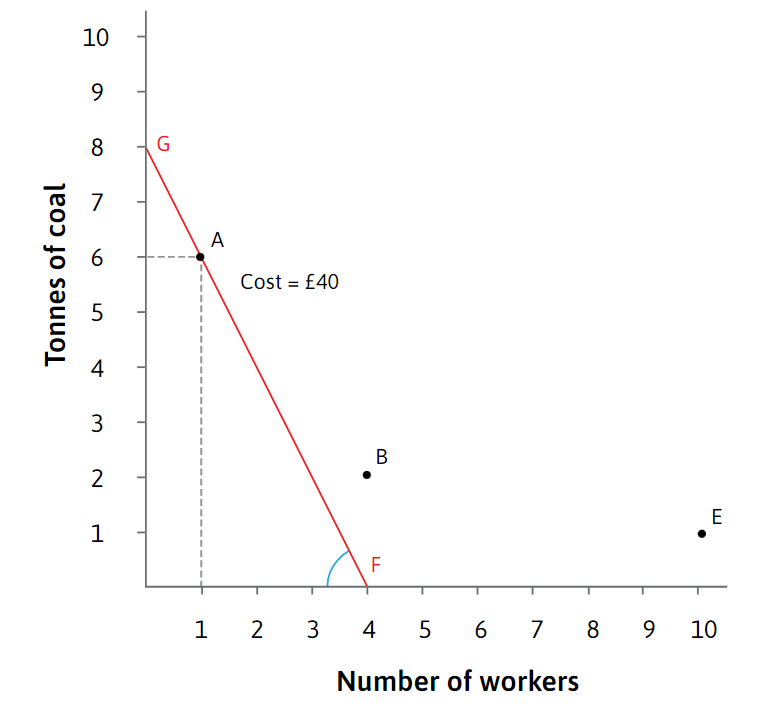 Tonnes of coal
10
9
8
7
6
5
4
3
2
1
G
A
Cost = £40
B
E
F
1 2 3 4 5 6 7 8 9 10
Number of workers